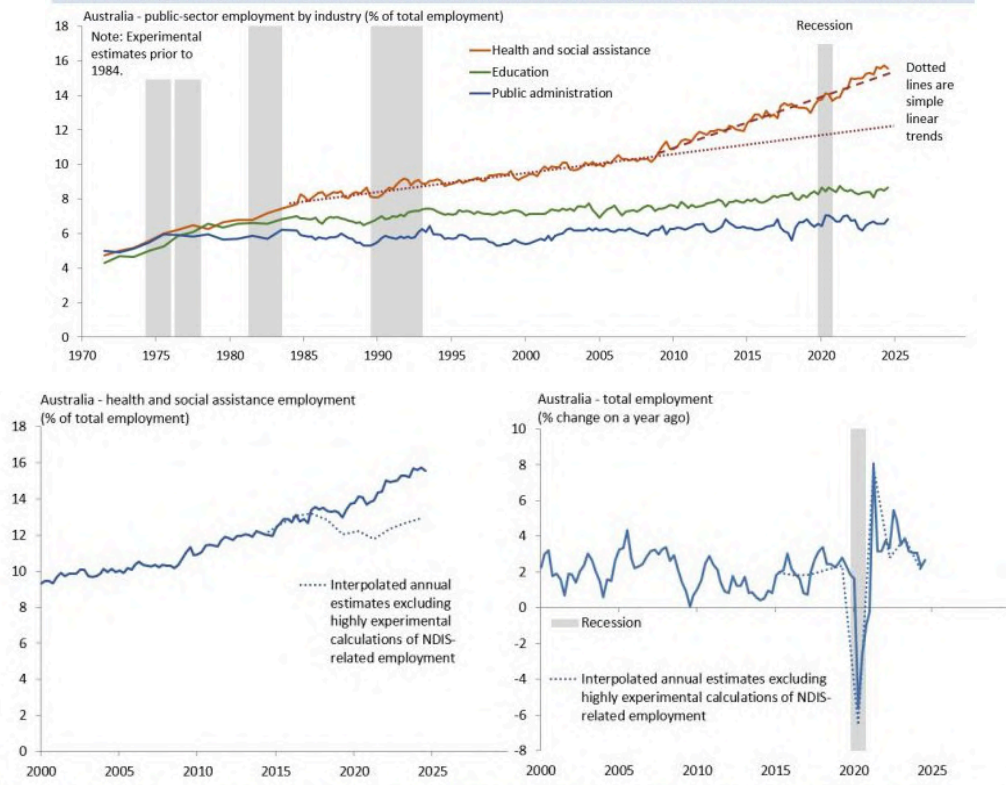 Australia - public-sector employment by industry (% of total employment)
18
16
14
12
10
8
6
4
2
0
Note: Experimental
estimates prior to
1984.
Health and social assistance
Education
Public administration
Recession
Dotted
lines are
simple
linear
trends
1970 1975 1980 1985 1990 1995 2000 2005 2010 2015 2020 2025
Australia - health and social assistance employment
(% of total employment)
18
16
14
12
10
8
6
4
2
0
Interpolated annual
estimates excluding
highly experimental
calculations of NDIS-
related employment
2000 2005 2010 2015 2020 2025
Australia - total employment
(% change on a year ago)
10
8
6
4
2
0
-2
-4
-6
-8
Recession
Interpolated annual estimates excluding
highly experimental calculations of NDIS-
related employment
2000 2005 2010 2015 2020 2025